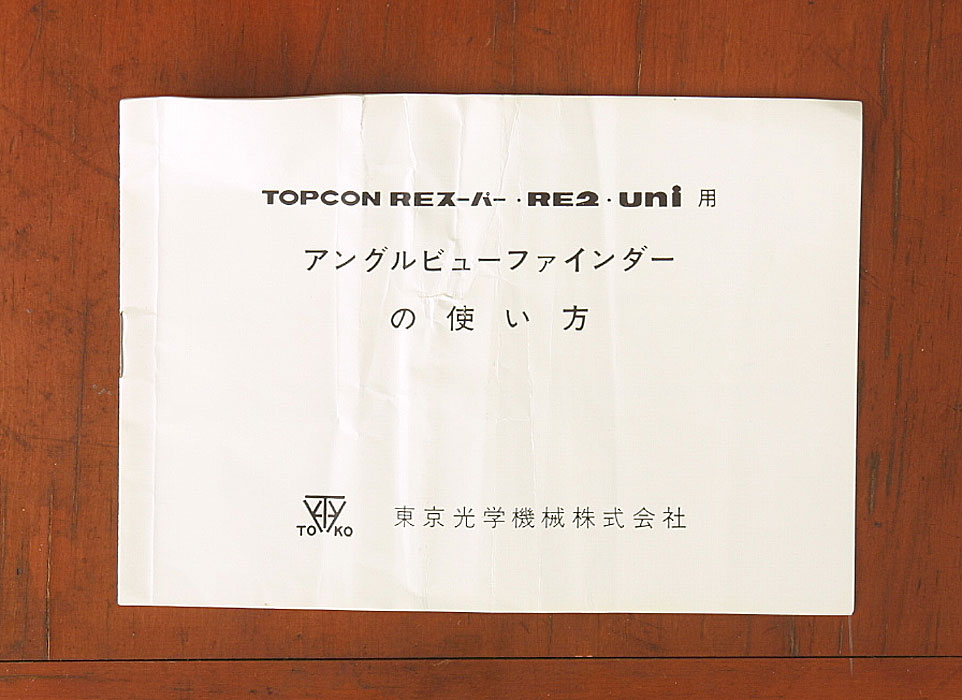 TOPCON REスーパー・RE2・uni 用
アングルビューファインダー
の使い方
TOKO
東京光学機械株式会社